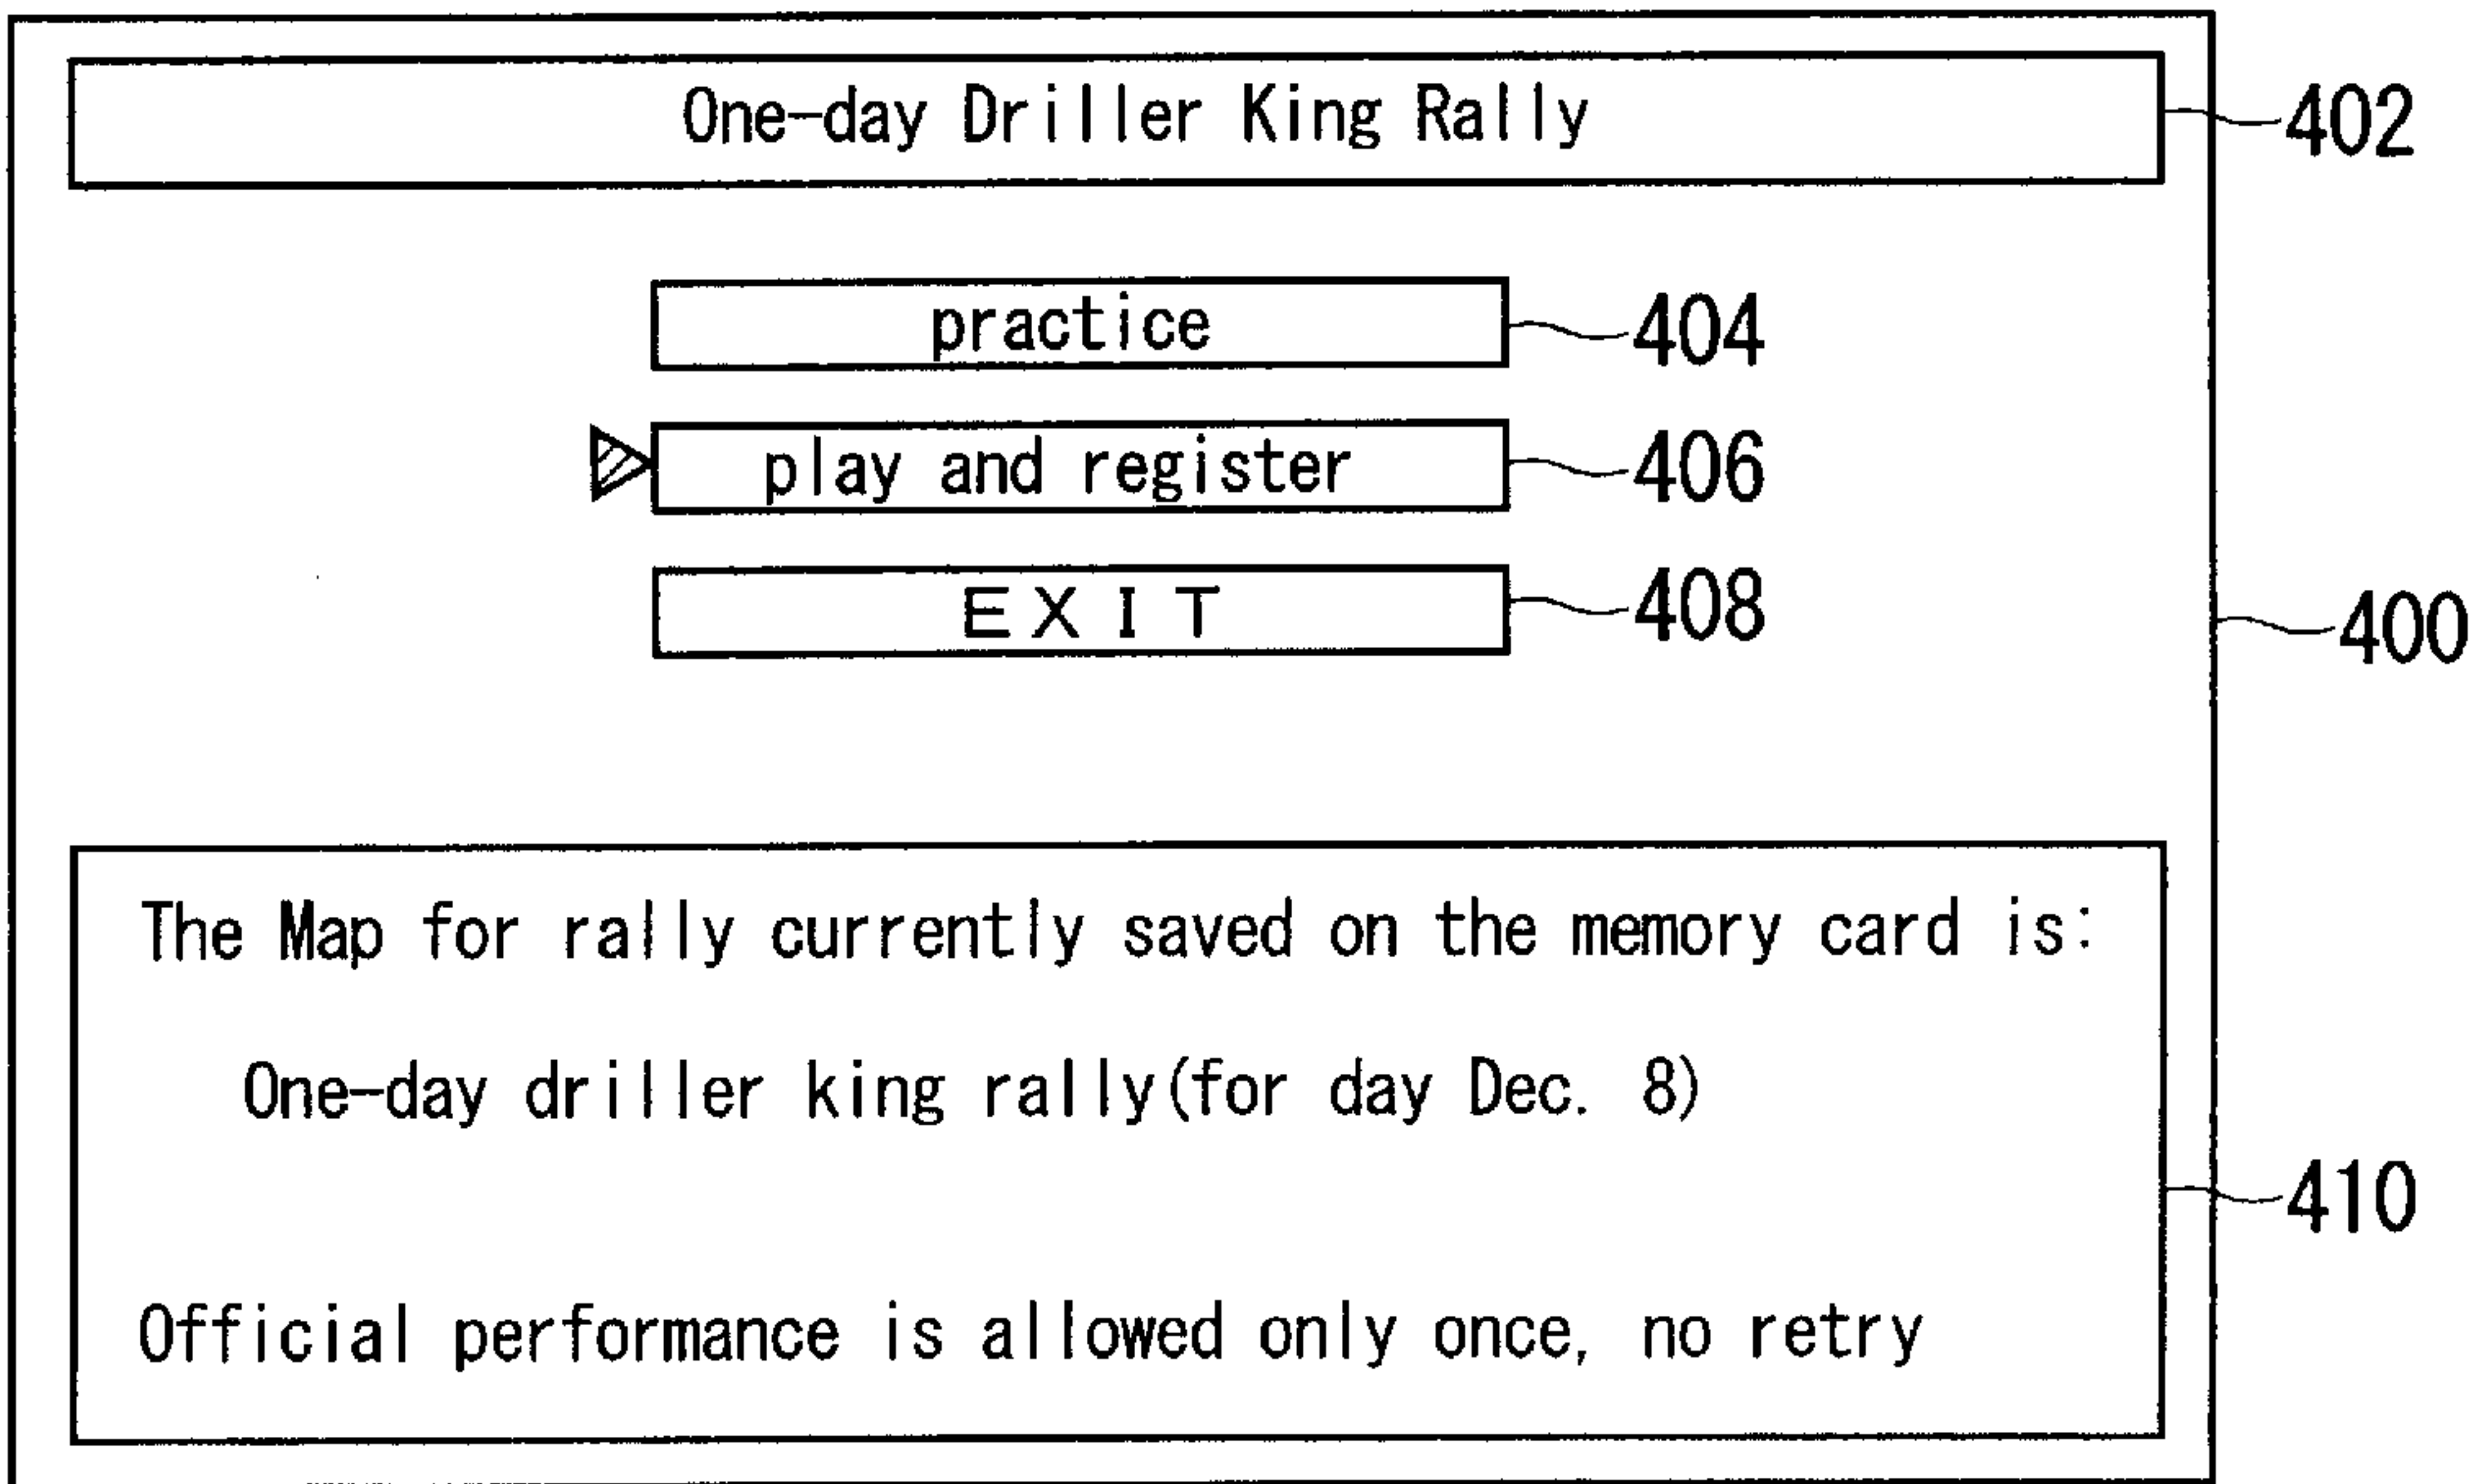 One-day Driller King Rally
402
practice
404
play and register
406
EXIT
408
400
The Map for rally currently saved on the memory card is:
One-day driller king rally(for day Dec. 8)
410
Official performance is allowed only once, no retry